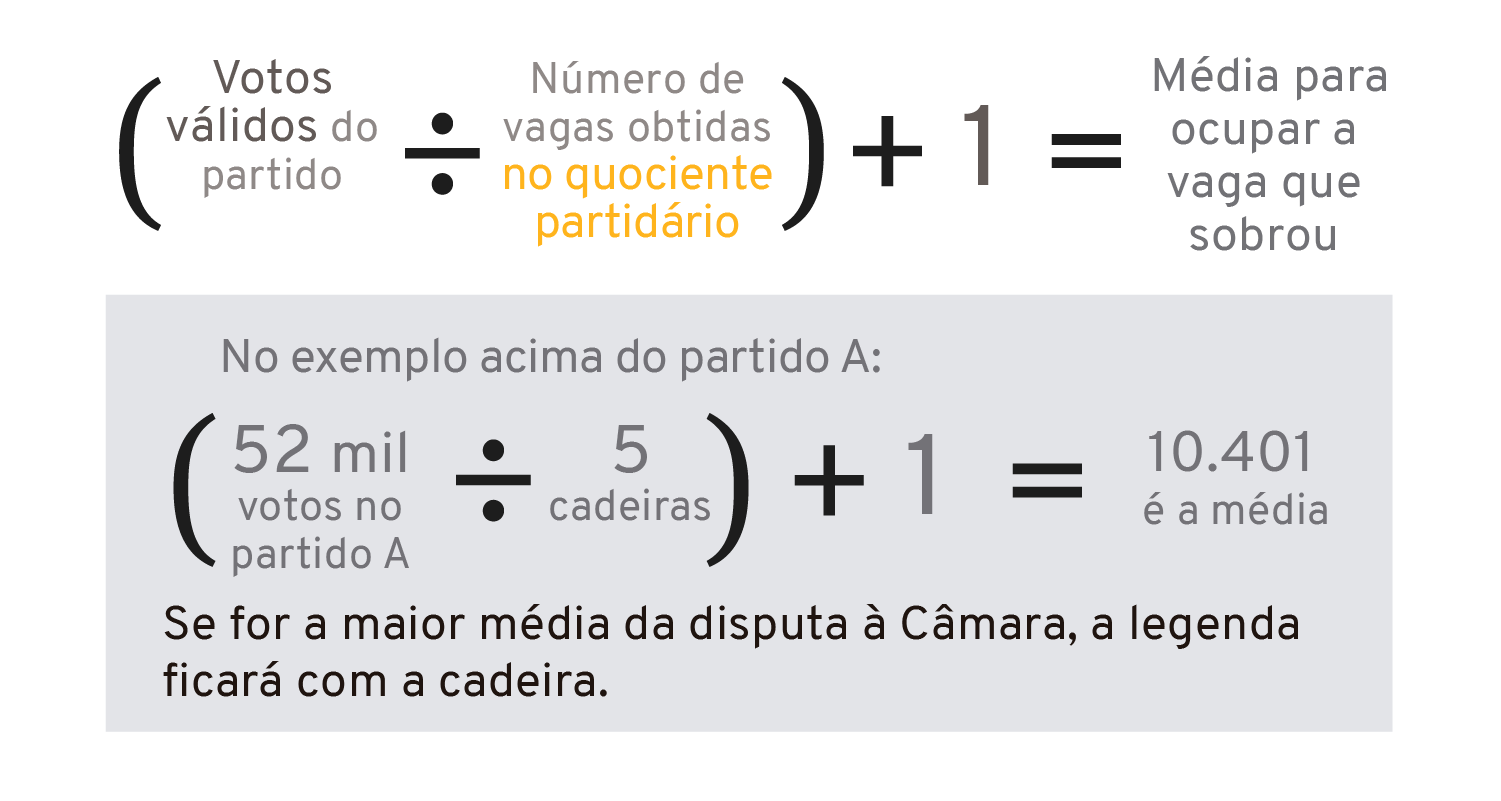 (Votos válidos do partido ÷ Número de vagas obtidas no quociente partidário) + 1 = Média para ocupar a vaga que sobrou
No exemplo acima do partido A:
(52 mil votos no partido A ÷ 5 cadeiras) + 1 = 10.401 é a média
Se for a maior média da disputa à Câmara, a legenda
ficará com a cadeira.